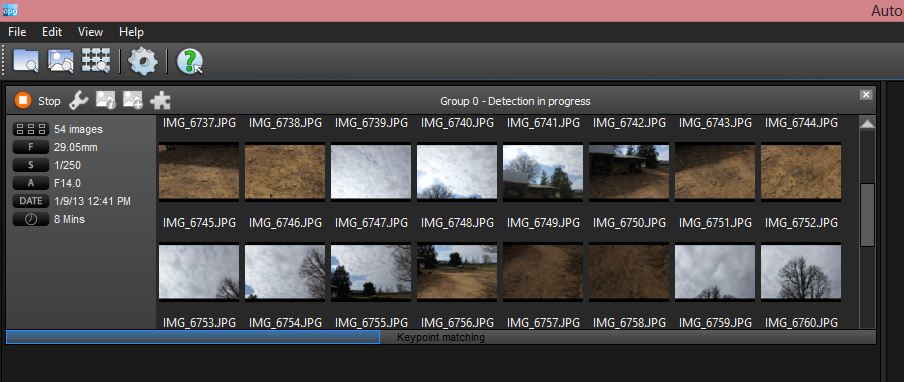 opg
Auto
File Edit View Help
Stop
Group 0 - Detection in progress
54 images
F 29.05mm
S 1/250
A F14.0
DATE 1/9/13 12:41 PM
8 Mins
IMG_6737.JPG IMG_6738.JPG IMG_6739.JPG IMG_6740.JPG IMG_6741.JPG IMG_6742.JPG IMG_6743.JPG IMG_6744.JPG
IMG_6745.JPG IMG_6746.JPG IMG_6747.JPG IMG_6748.JPG IMG_6749.JPG IMG_6750.JPG IMG_6751.JPG IMG_6752.JPG
IMG_6753.JPG IMG_6754.JPG IMG_6755.JPG IMG_6756.JPG IMG_6757.JPG IMG_6758.JPG IMG_6759.JPG IMG_6760.JPG
Keypoint matching